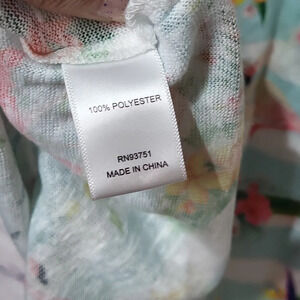 100% POLYESTER
RN93751
MADE IN CHINA